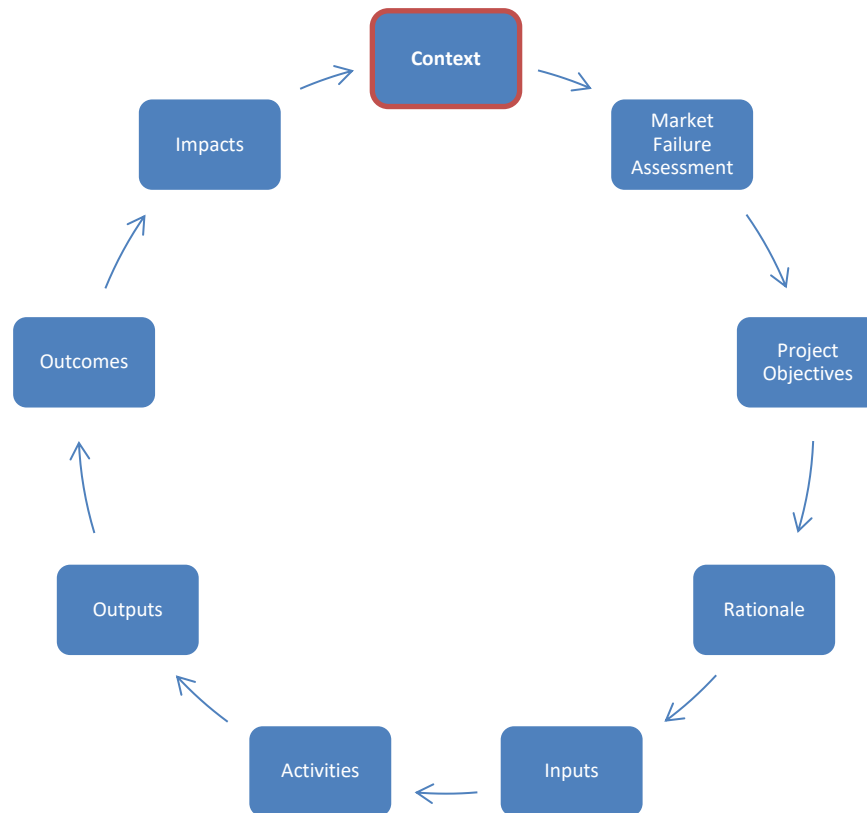 Context
Market
Failure
Assessment
Project
Objectives
Rationale
Inputs
Activities
Outputs
Outcomes
Impacts